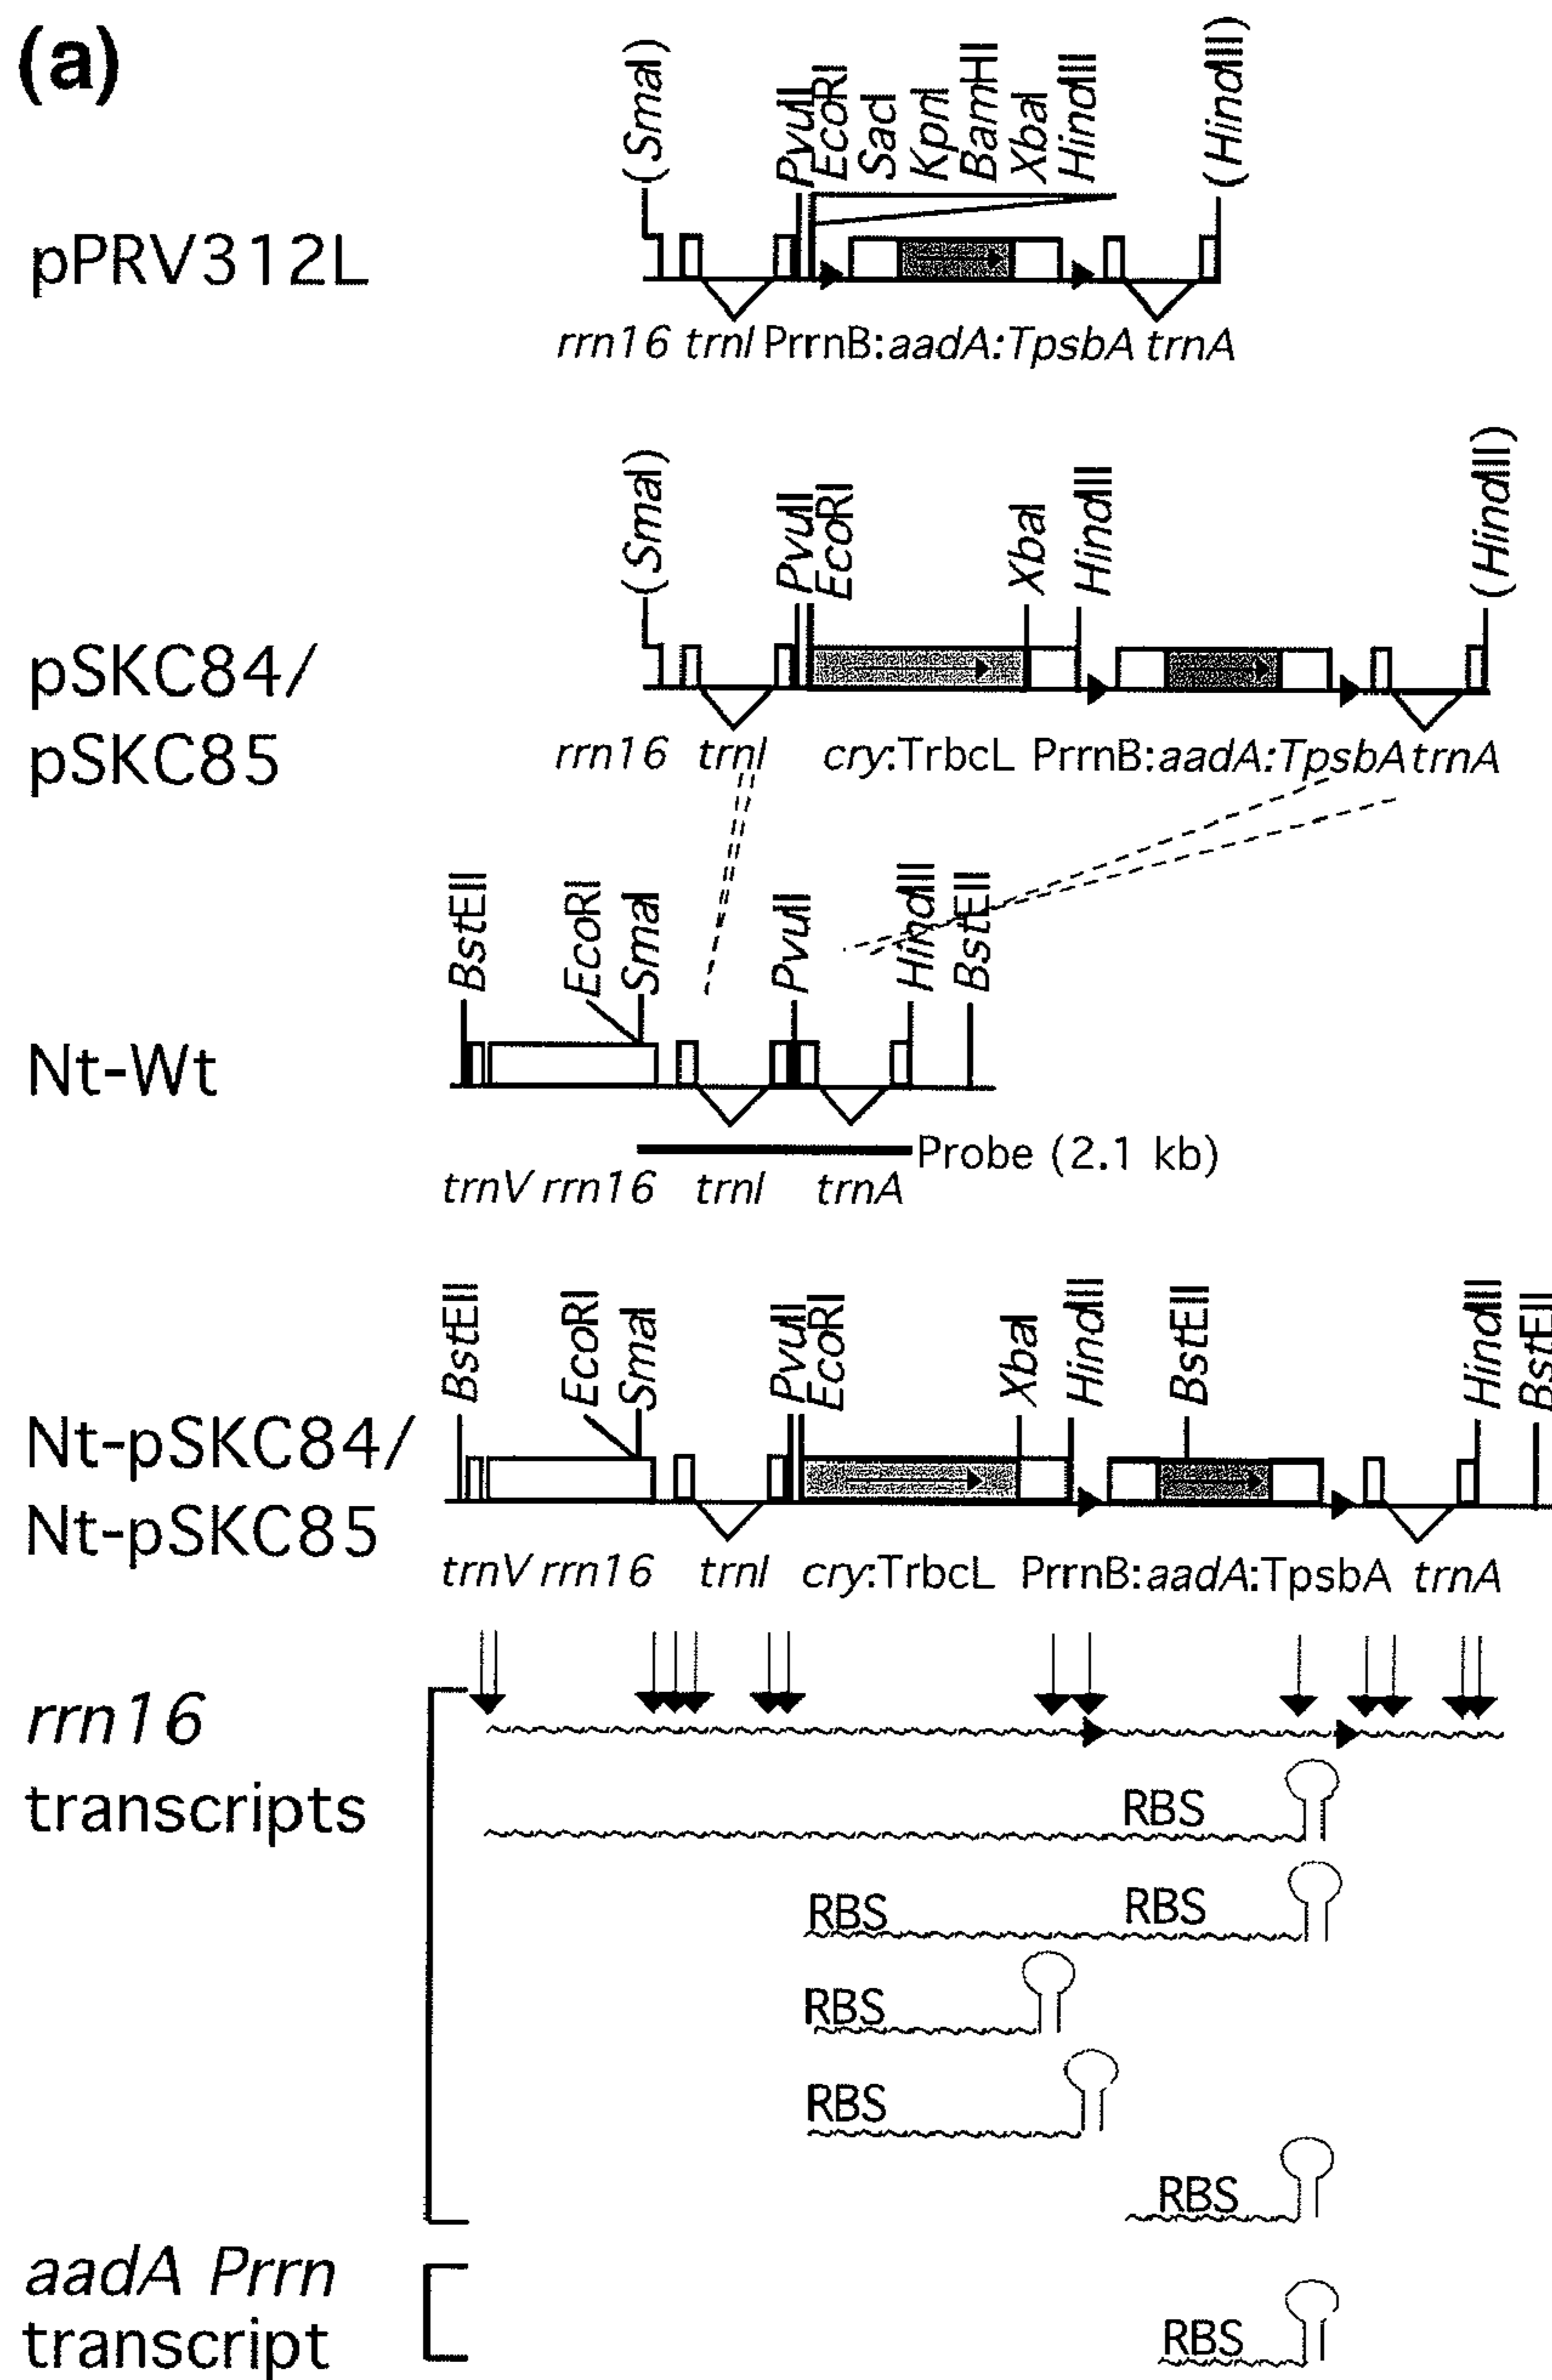 (a)
(SmaI) PvuII EcoRI SacI KpnI BamHI XbaI HindIII (HindIII)
pPRV312L
rrn16 trnI PrrnB:aadA:TpsbA trnA
(SmaI) PvuII EcoRI XbaI HindIII (HindIII)
pSKC84/
pSKC85
rrn16 trnI cry:TrbcL PrrnB:aadA:TpsbA trnA
BstEII EcoRI SmaI PvuII HindIII BstEII
Nt-Wt
Probe (2.1 kb)
trnV rrn16 trnI trnA
BstEII EcoRI SmaI PvuII EcoRI XbaI HindIII BstEII HindIII BstEII
Nt-pSKC84/
Nt-pSKC85
trnV rrn16 trnI cry:TrbcL PrrnB:aadA:TpsbA trnA
rrn16
transcripts
RBS
RBS RBS
RBS
RBS
RBS
aadA Prrn
transcript
RBS